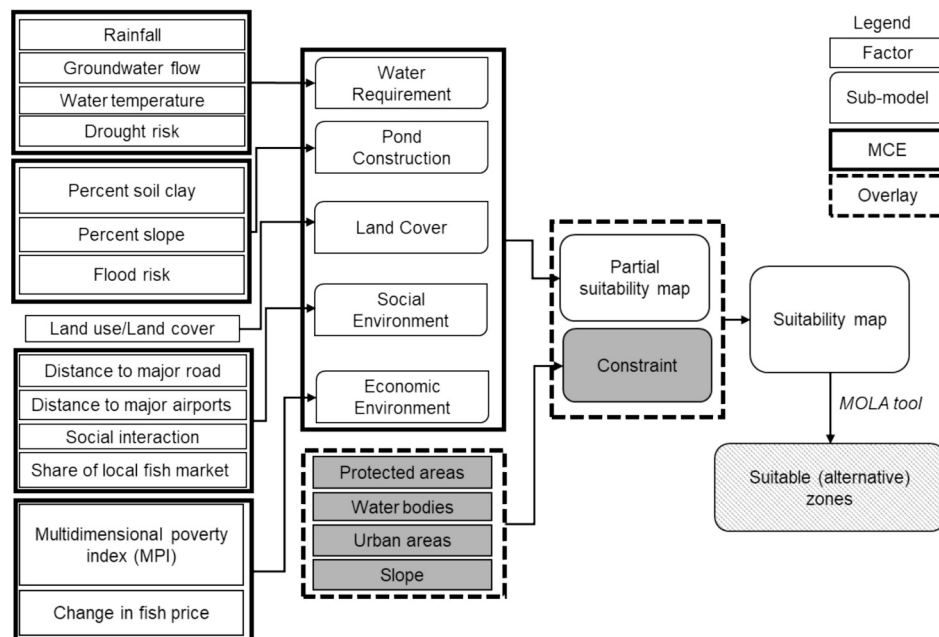 Rainfall
Groundwater flow
Water temperature
Drought risk
Percent soil clay
Percent slope
Flood risk
Land use/Land cover
Distance to major road
Distance to major airports
Social interaction
Share of local fish market
Multidimensional poverty
index (MPI)
Change in fish price
Water
Requirement
Pond
Construction
Land Cover
Social
Environment
Economic
Environment
Protected areas
Water bodies
Urban areas
Slope
Partial
suitability map
Constraint
Suitability map
MOLA tool
Suitable (alternative)
zones
Legend
Factor
Sub-model
MCE
Overlay